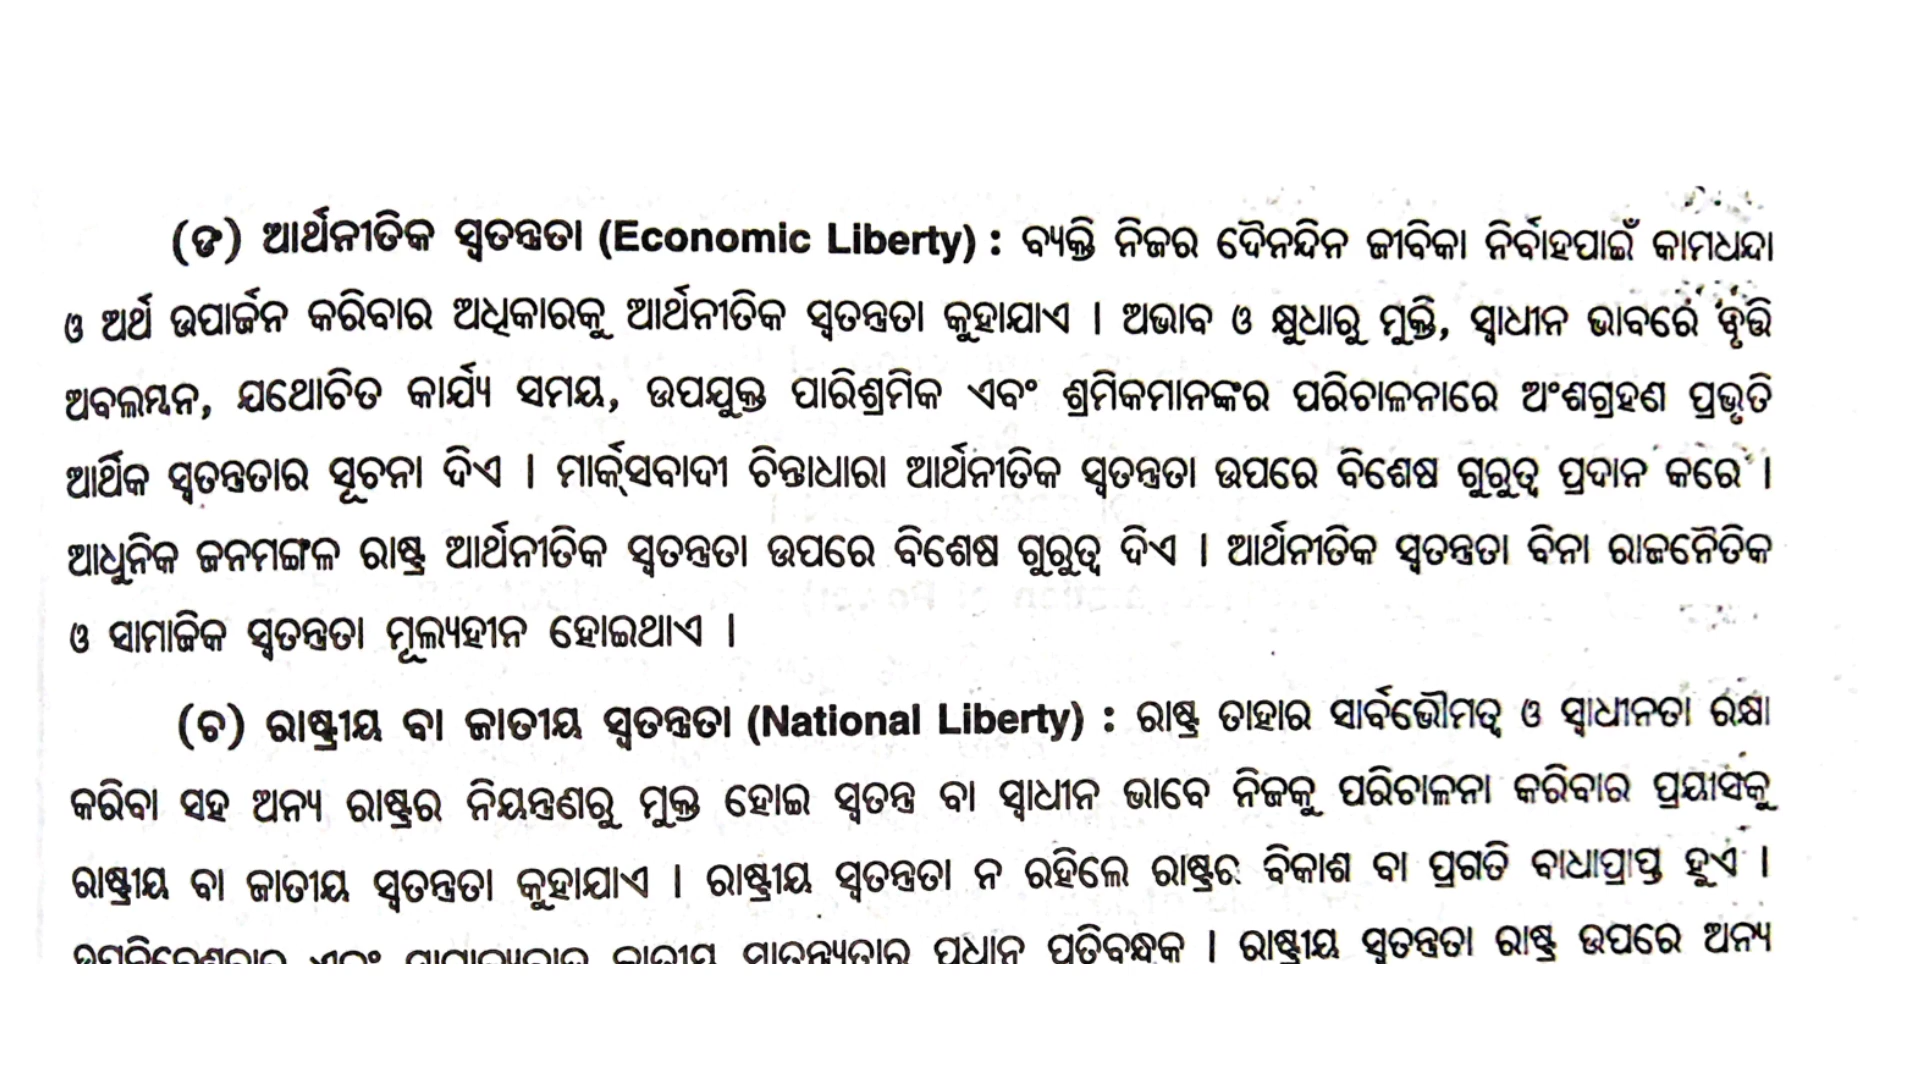 (ଙ) ଆର୍ଥନୀତିକ ସ୍ୱତନ୍ତ୍ରତା (Economic Liberty) : ବ୍ୟକ୍ତି ନିଜର ଦୈନନ୍ଦିନ ଜୀବିକା ନିର୍ବାହପାଇଁ କାମଧନ୍ଦା
ଓ ଅର୍ଥ ଉପାର୍ଜନ କରିବାର ଅଧିକାରକୁ ଆର୍ଥନୀତିକ ସ୍ୱତନ୍ତ୍ରତା କୁହାଯାଏ । ଅଭାବ ଓ କ୍ଷୁଧାରୁ ମୁକ୍ତି, ସ୍ୱାଧୀନ ଭାବରେ ବୃତ୍ତି
ଅବଲମ୍ବନ, ଯଥୋଚିତ କାର୍ଯ୍ୟ ସମୟ, ଉପଯୁକ୍ତ ପାରିଶ୍ରମିକ ଏବଂ ଶ୍ରମିକମାନଙ୍କର ପରିଚାଳନାରେ ଅଂଶଗ୍ରହଣ ପ୍ରଭୃତି
ଆର୍ଥିକ ସ୍ୱତନ୍ତ୍ରତାର ସୂଚନା ଦିଏ । ମାର୍କ୍ସବାଦୀ ଚିନ୍ତାଧାରା ଆର୍ଥନୀତିକ ସ୍ୱତନ୍ତ୍ରତା ଉପରେ ବିଶେଷ ଗୁରୁତ୍ୱ ପ୍ରଦାନ କରେ ।
ଆଧୁନିକ ଜନମଙ୍ଗଳ ରାଷ୍ଟ୍ର ଆର୍ଥନୀତିକ ସ୍ୱତନ୍ତ୍ରତା ଉପରେ ବିଶେଷ ଗୁରୁତ୍ୱ ଦିଏ । ଆର୍ଥନୀତିକ ସ୍ୱତନ୍ତ୍ରତା ବିନା ରାଜନୈତିକ
ଓ ସାମାଜିକ ସ୍ୱତନ୍ତ୍ରତା ମୂଲ୍ୟହୀନ ହୋଇଥାଏ ।
(ଚ) ରାଷ୍ଟ୍ରୀୟ ବା ଜାତୀୟ ସ୍ୱତନ୍ତ୍ରତା (National Liberty) : ରାଷ୍ଟ୍ର ତାହାର ସାର୍ବଭୌମତ୍ୱ ଓ ସ୍ୱାଧୀନତା ରକ୍ଷା
କରିବା ସହ ଅନ୍ୟ ରାଷ୍ଟ୍ରର ନିୟନ୍ତ୍ରଣରୁ ମୁକ୍ତ ହୋଇ ସ୍ୱତନ୍ତ୍ର ବା ସ୍ୱାଧୀନ ଭାବେ ନିଜକୁ ପରିଚାଳନା କରିବାର ପ୍ରୟାସକୁ
ରାଷ୍ଟ୍ରୀୟ ବା ଜାତୀୟ ସ୍ୱତନ୍ତ୍ରତା କୁହାଯାଏ । ରାଷ୍ଟ୍ରୀୟ ସ୍ୱତନ୍ତ୍ରତା ନ ରହିଲେ ରାଷ୍ଟ୍ରର ବିକାଶ ବା ପ୍ରଗତି ବାଧାପ୍ରାପ୍ତ ହୁଏ ।
ପ୍ରଧାନ ପ୍ରତିବନ୍ଧକ । ରାଷ୍ଟ୍ରୀୟ ସ୍ୱତନ୍ତ୍ରତା ରାଷ୍ଟ୍ର ଉପରେ ଅନ୍ୟ